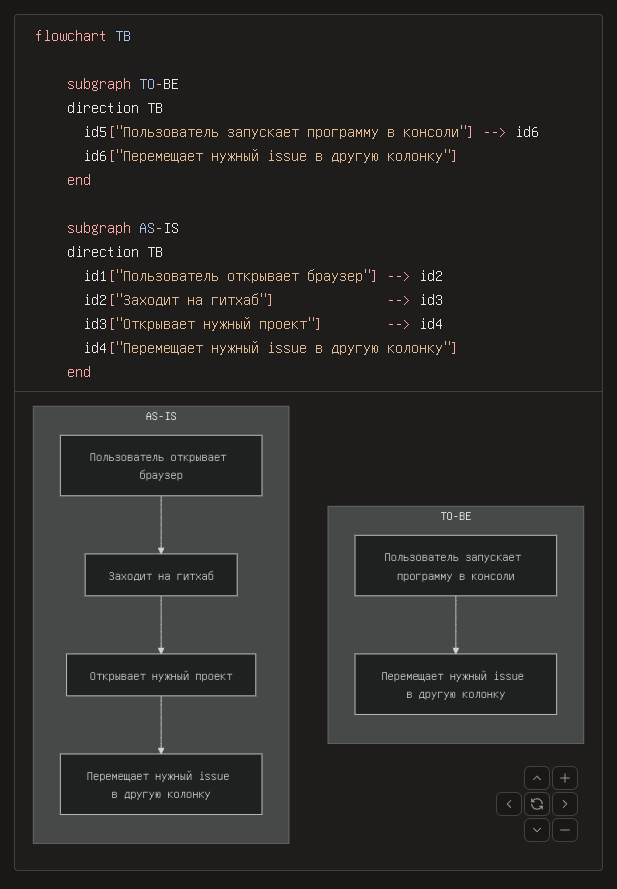 flowchart TB
subgraph TO-BE
direction TB
id5["Пользователь запускает программу в консоли"] --> id6
id6["Перемещает нужный issue в другую колонку"]
end
subgraph AS-IS
direction TB
id1["Пользователь открывает браузер"] --> id2
id2["Заходит на гитхаб"] --> id3
id3["Открывает нужный проект"] --> id4
id4["Перемещает нужный issue в другую колонку"]
end
AS-IS
Пользователь открывает
браузер
Заходит на гитхаб
Открывает нужный проект
Перемещает нужный issue
в другую колонку
TO-BE
Пользователь запускает
программу в консоли
Перемещает нужный issue
в другую колонку